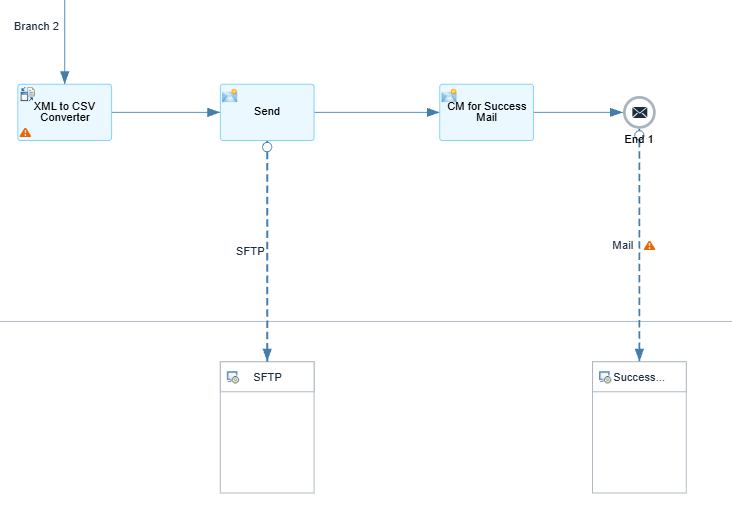 Branch 2
XML to CSV
Converter
Send
CM for Success
Mail
End 1
SFTP
Mail
SFTP
Success...